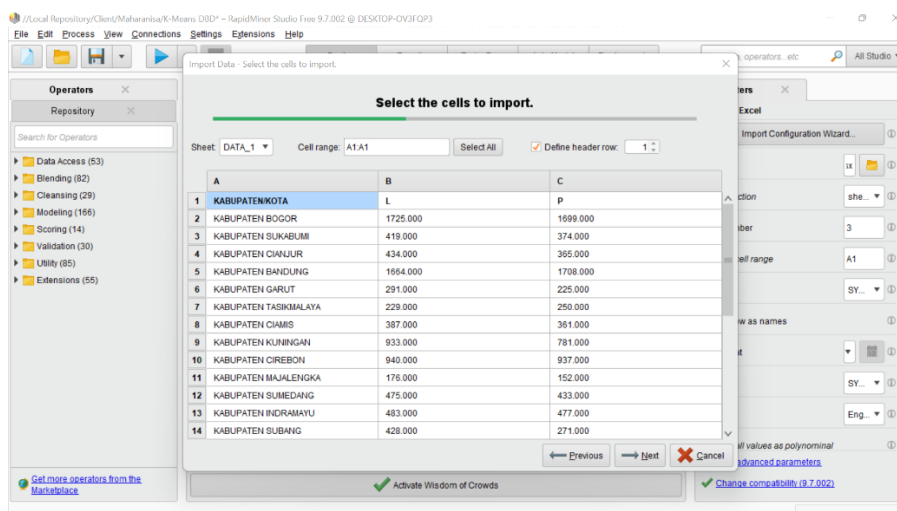 //Local Repository/Client/Maharanisa/K-Means D0D* – RapidMiner Studio Free 9.7.002 @ DESKTOP-OV3FQP3
File Edit Process View Connections Settings Extensions Help
Import Data - Select the cells to import.
operators...etc All Studio
Operators
Repository
Search for Operators
Data Access (53)
Blending (82)
Cleansing (29)
Modeling (166)
Scoring (14)
Validation (30)
Utility (85)
Extensions (55)
Get more operators from the
Marketplace
Select the cells to import.
Sheet DATA_1 Cell range: A1:A1 Select All Define header row: 1
A B C
1 KABUPATEN/KOTA L P
2 KABUPATEN BOGOR 1725.000 1699.000
3 KABUPATEN SUKABUMI 419.000 374.000
4 KABUPATEN CIANJUR 434.000 365.000
5 KABUPATEN BANDUNG 1664.000 1708.000
6 KABUPATEN GARUT 291.000 225.000
7 KABUPATEN TASIKMALAYA 229.000 250.000
8 KABUPATEN CIAMIS 387.000 361.000
9 KABUPATEN KUNINGAN 933.000 781.000
10 KABUPATEN CIREBON 940.000 937.000
11 KABUPATEN MAJALENGKA 176.000 152.000
12 KABUPATEN SUMEDANG 475.000 433.000
13 KABUPATEN INDRAMAYU 483.000 477.000
14 KABUPATEN SUBANG 428.000 271.000
Previous Next Cancel
Activate Wisdom of Crowds
ters
Excel
Import Configuration Wizard...
ction she...
ber 3
cell range A1
SY...
w as names
SY...
Eng...
all values as polynominal
advanced parameters
Change compatibility (9.7.002)